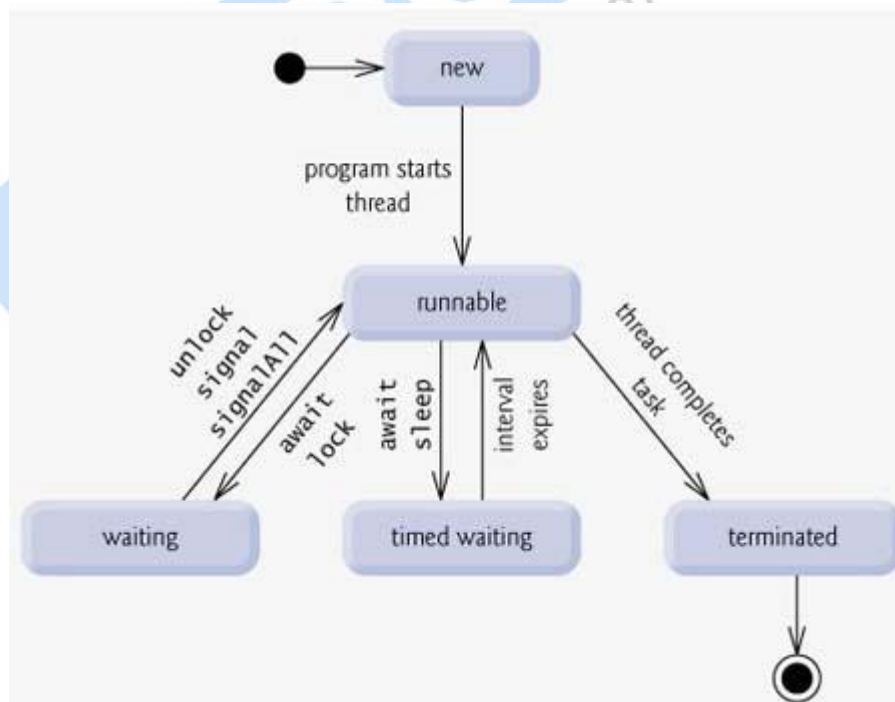 new
program starts
thread
runnable
unlock
signal
signalAll
await
lock
await
sleep
interval
expires
thread completes
task
waiting
timed waiting
terminated